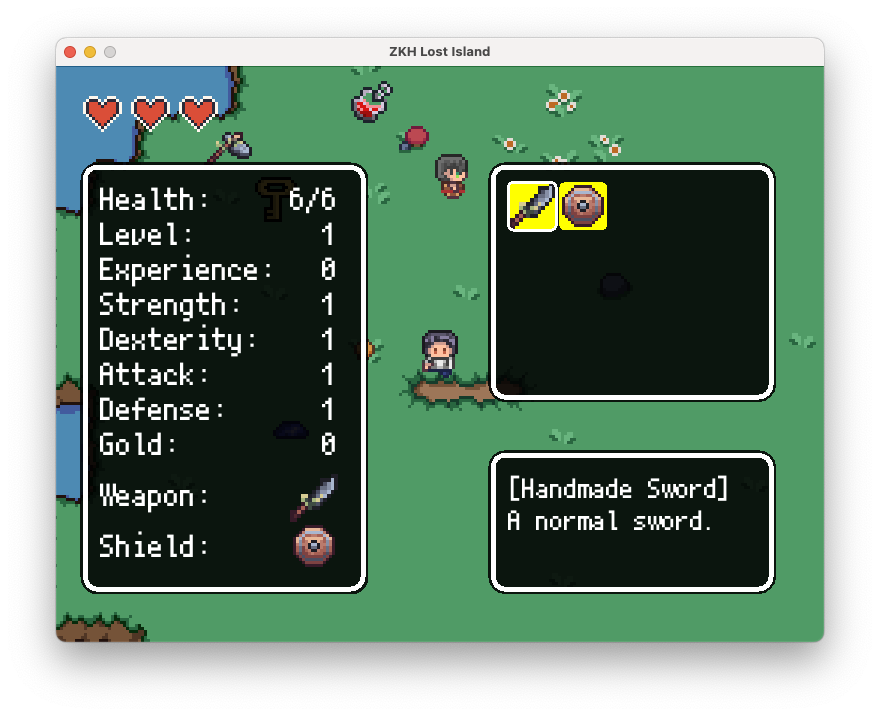 ZKH Lost Island
Health: 6/6
Level: 1
Experience: 0
Strength: 1
Dexterity: 1
Attack: 1
Defense: 1
Gold: 0
Weapon:
Shield:
[Handmade Sword]
A normal sword.